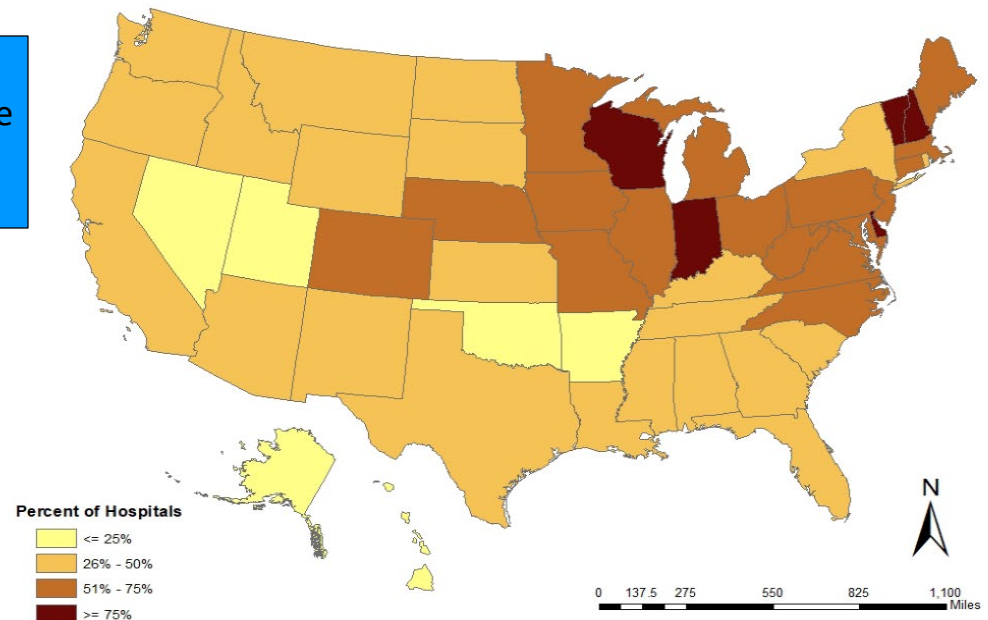 e
Percent of Hospitals
<= 25%
26% - 50%
51% - 75%
>= 75%
N
0 137.5 275 550 825 1,100
Miles